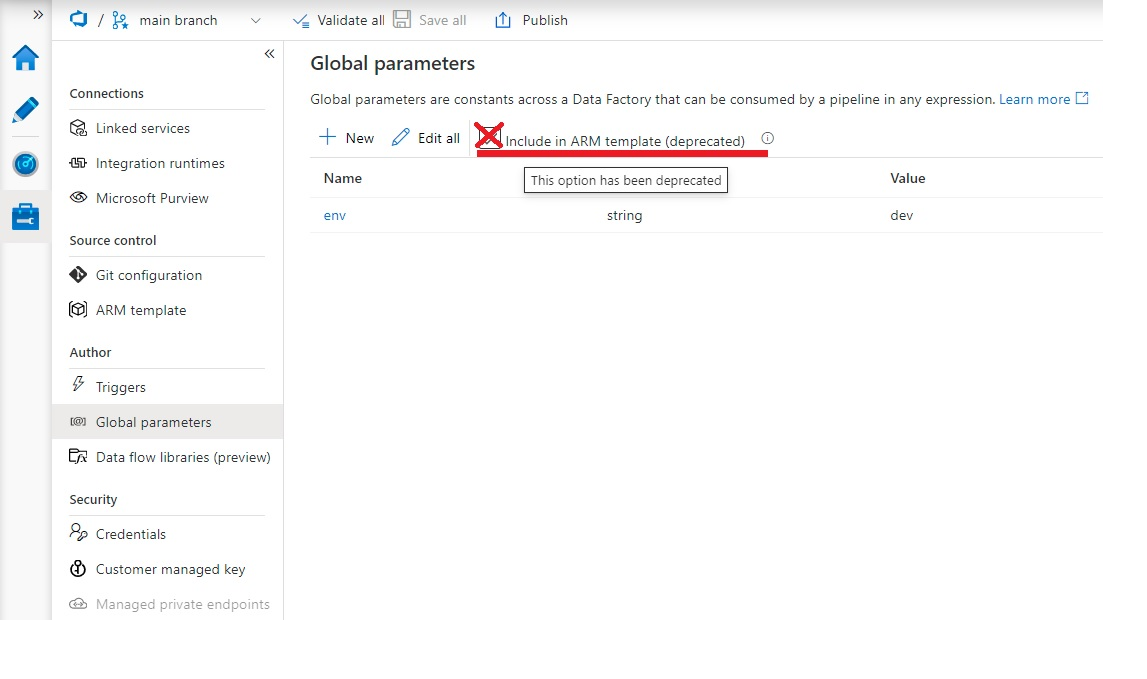 »
/ main branch Validate all Save all Publish
«
Connections
Linked services
Integration runtimes
Microsoft Purview
Source control
Git configuration
ARM template
Author
Triggers
Global parameters
Data flow libraries (preview)
Security
Credentials
Customer managed key
Managed private endpoints
Global parameters
Global parameters are constants across a Data Factory that can be consumed by a pipeline in any expression. Learn more
New Edit all Include in ARM template (deprecated)
This option has been deprecated
Name Value
env string dev